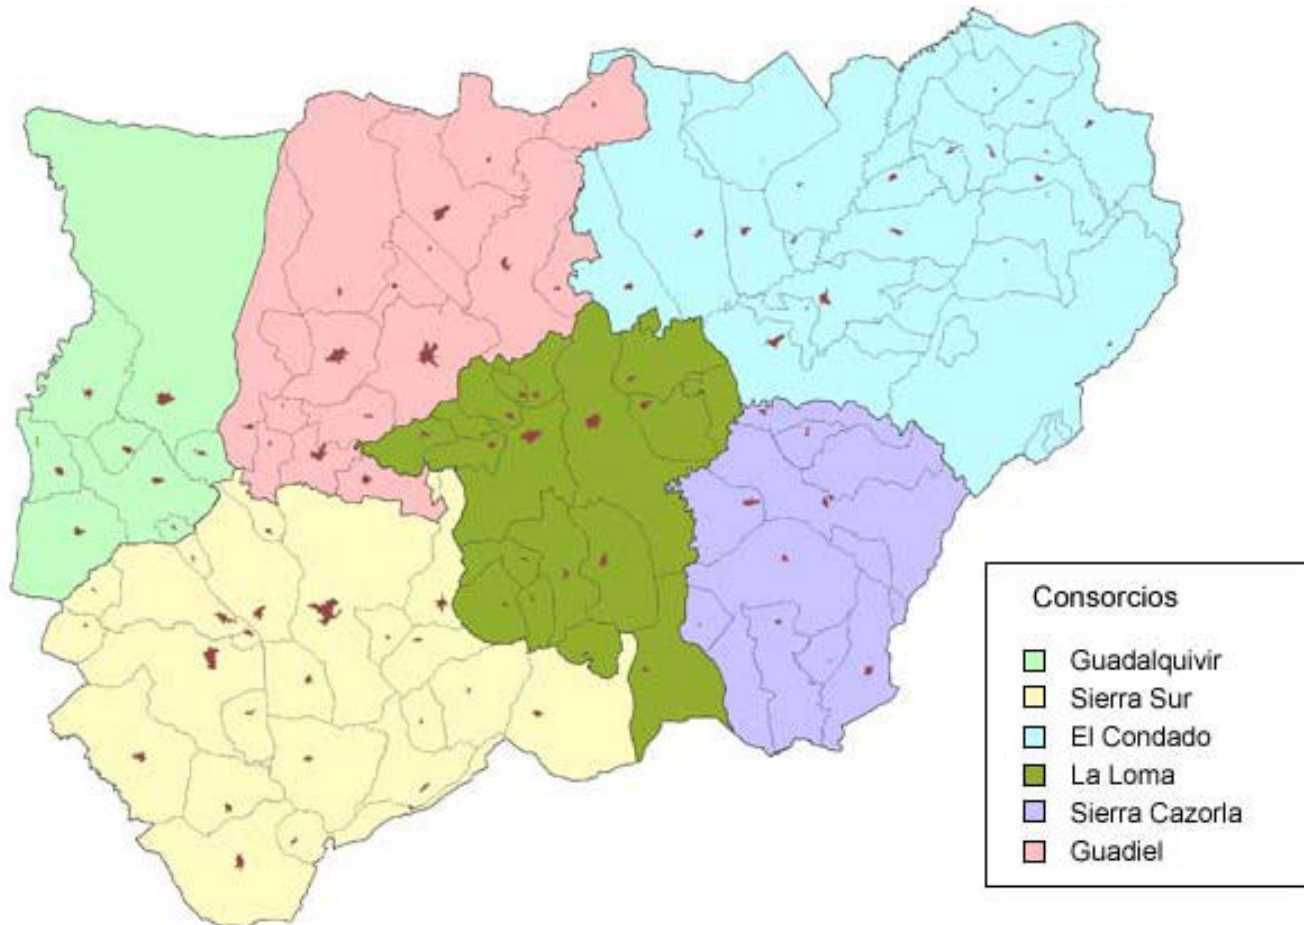 Consorcios
Guadalquivir
Sierra Sur
El Condado
La Loma
Sierra Cazorla
Guadiel